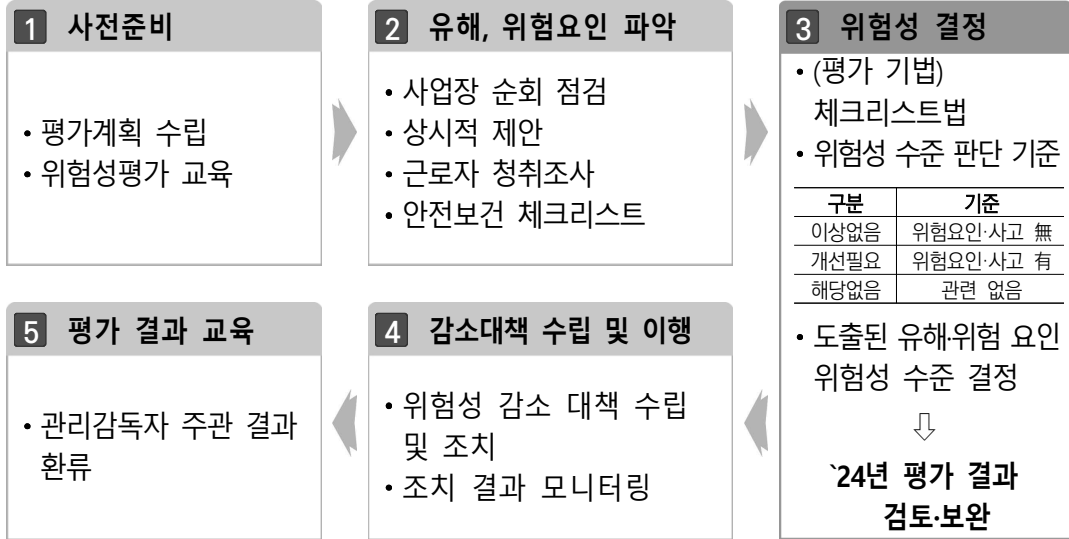 1 사전준비
• 평가계획 수립
• 위험성평가 교육
2 유해, 위험요인 파악
• 사업장 순회 점검
• 상시적 제안
• 근로자 청취조사
• 안전보건 체크리스트
3 위험성 결정
• (평가 기법)
체크리스트법
• 위험성 수준 판단 기준
구분 기준
이상없음 위험요인·사고 無
개선필요 위험요인·사고 有
해당없음 관련 없음
• 도출된 유해·위험 요인
위험성 수준 결정
⇩
`24년 평가 결과
검토·보완
4 감소대책 수립 및 이행
• 위험성 감소 대책 수립
및 조치
• 조치 결과 모니터링
5 평가 결과 교육
• 관리감독자 주관 결과
환류